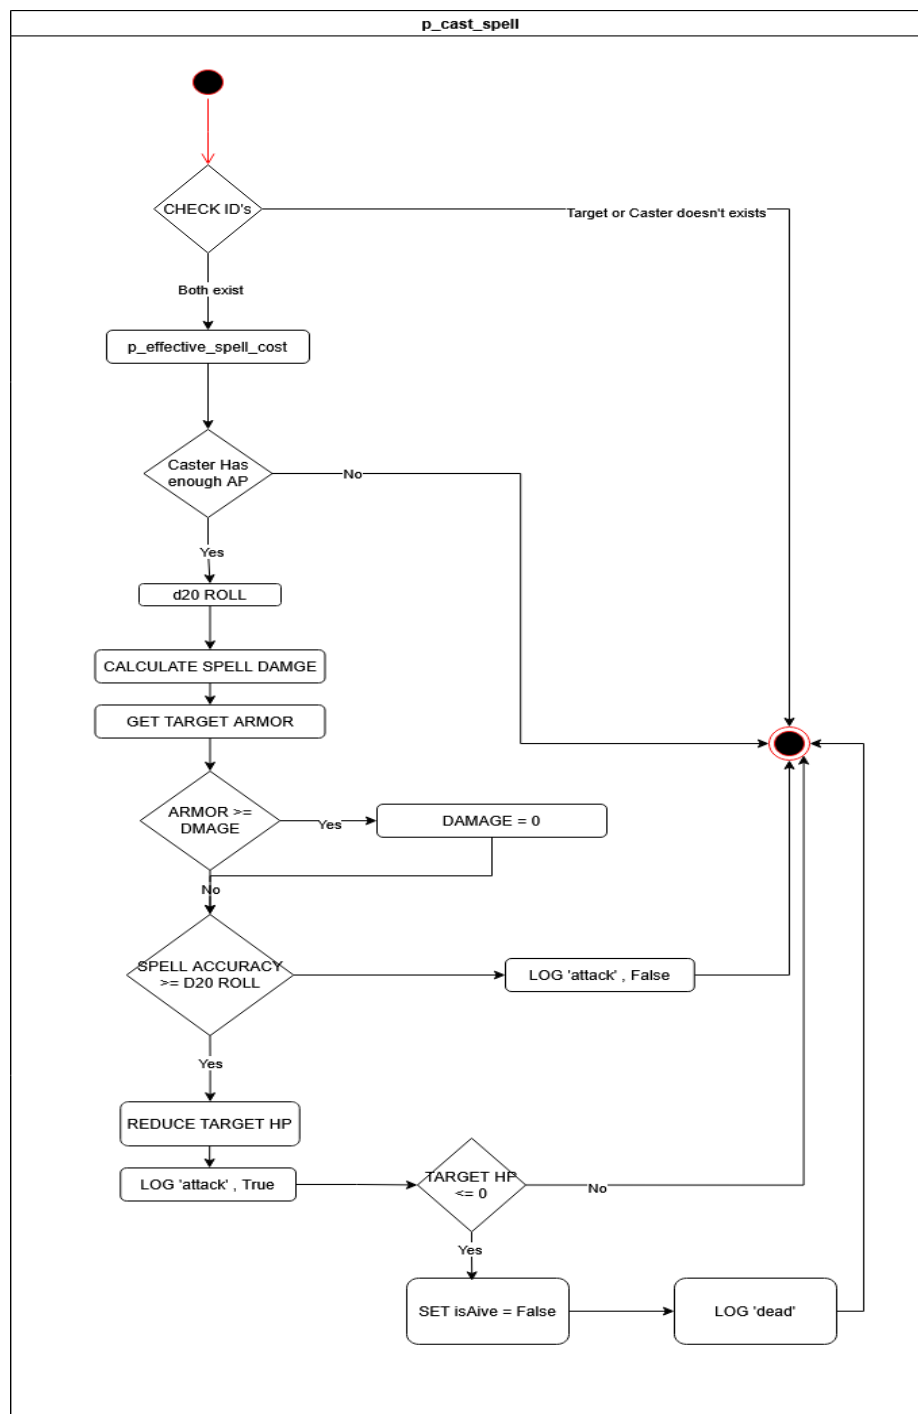 p_cast_spell
CHECK ID's
Target or Caster doesn't exists
Both exist
p_effective_spell_cost
Caster Has
enough AP
No
Yes
d20 ROLL
CALCULATE SPELL DAMGE
GET TARGET ARMOR
ARMOR >=
DMAGE
Yes
DAMAGE = 0
No
SPELL ACCURACY
>= D20 ROLL
LOG 'attack' , False
Yes
REDUCE TARGET HP
LOG 'attack' , True
TARGET HP
<= 0
No
Yes
SET isAive = False
LOG 'dead'